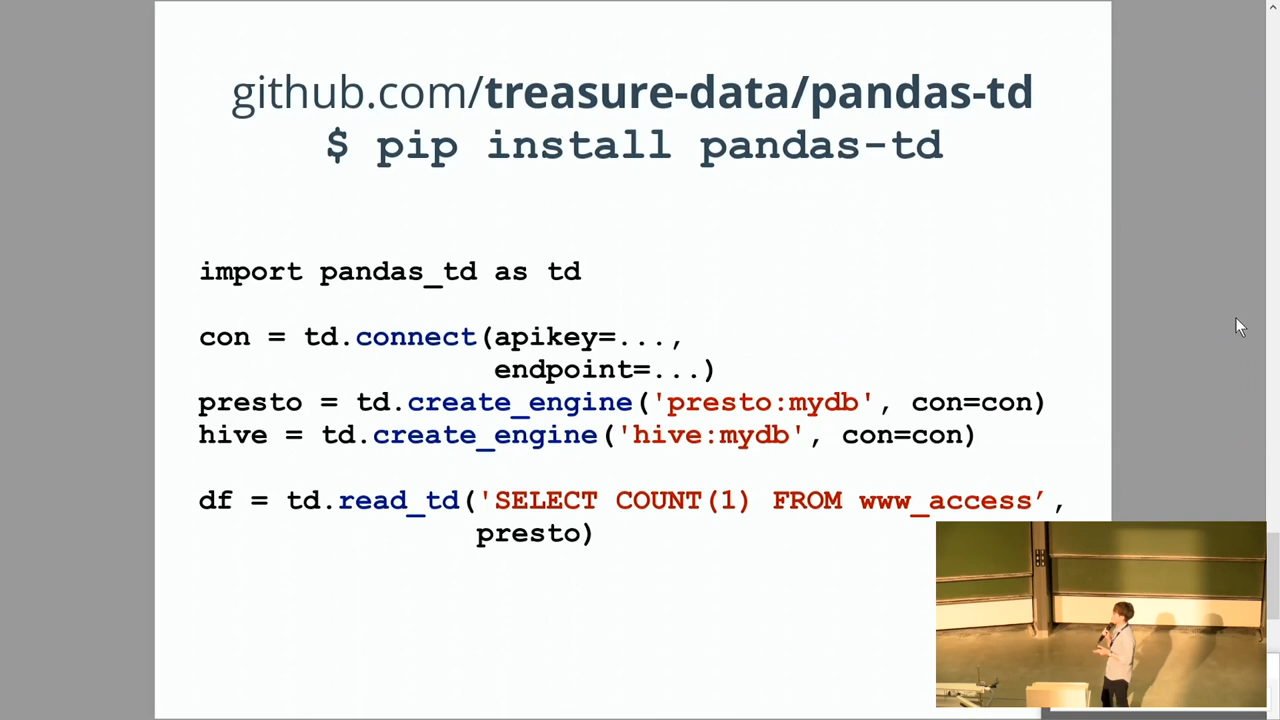 github.com/treasure-data/pandas-td
$ pip install pandas-td
import pandas_td as td
con = td.connect(apikey=...,
endpoint=...)
presto = td.create_engine('presto:mydb', con=con)
hive = td.create_engine('hive:mydb', con=con)
df = td.read_td('SELECT COUNT(1) FROM www_access’,
presto)